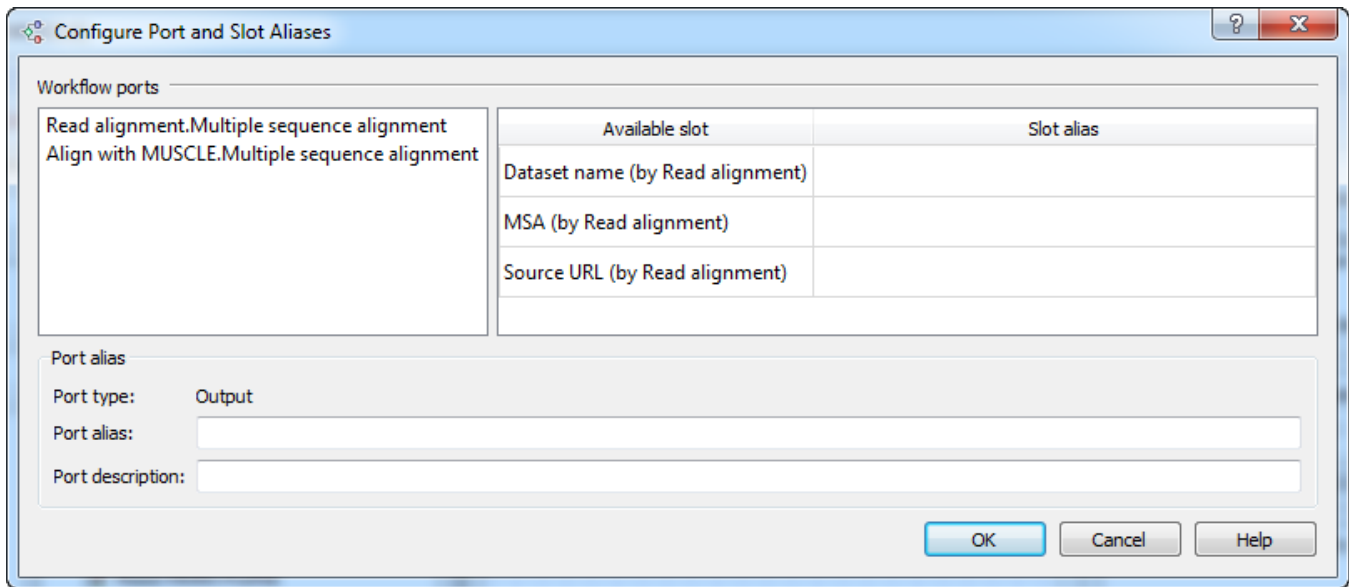 Configure Port and Slot Aliases
Workflow ports
Read alignment.Multiple sequence alignment
Align with MUSCLE.Multiple sequence alignment
Available slot Slot alias
Dataset name (by Read alignment)
MSA (by Read alignment)
Source URL (by Read alignment)
Port alias
Port type: Output
Port alias:
Port description:
OK Cancel Help